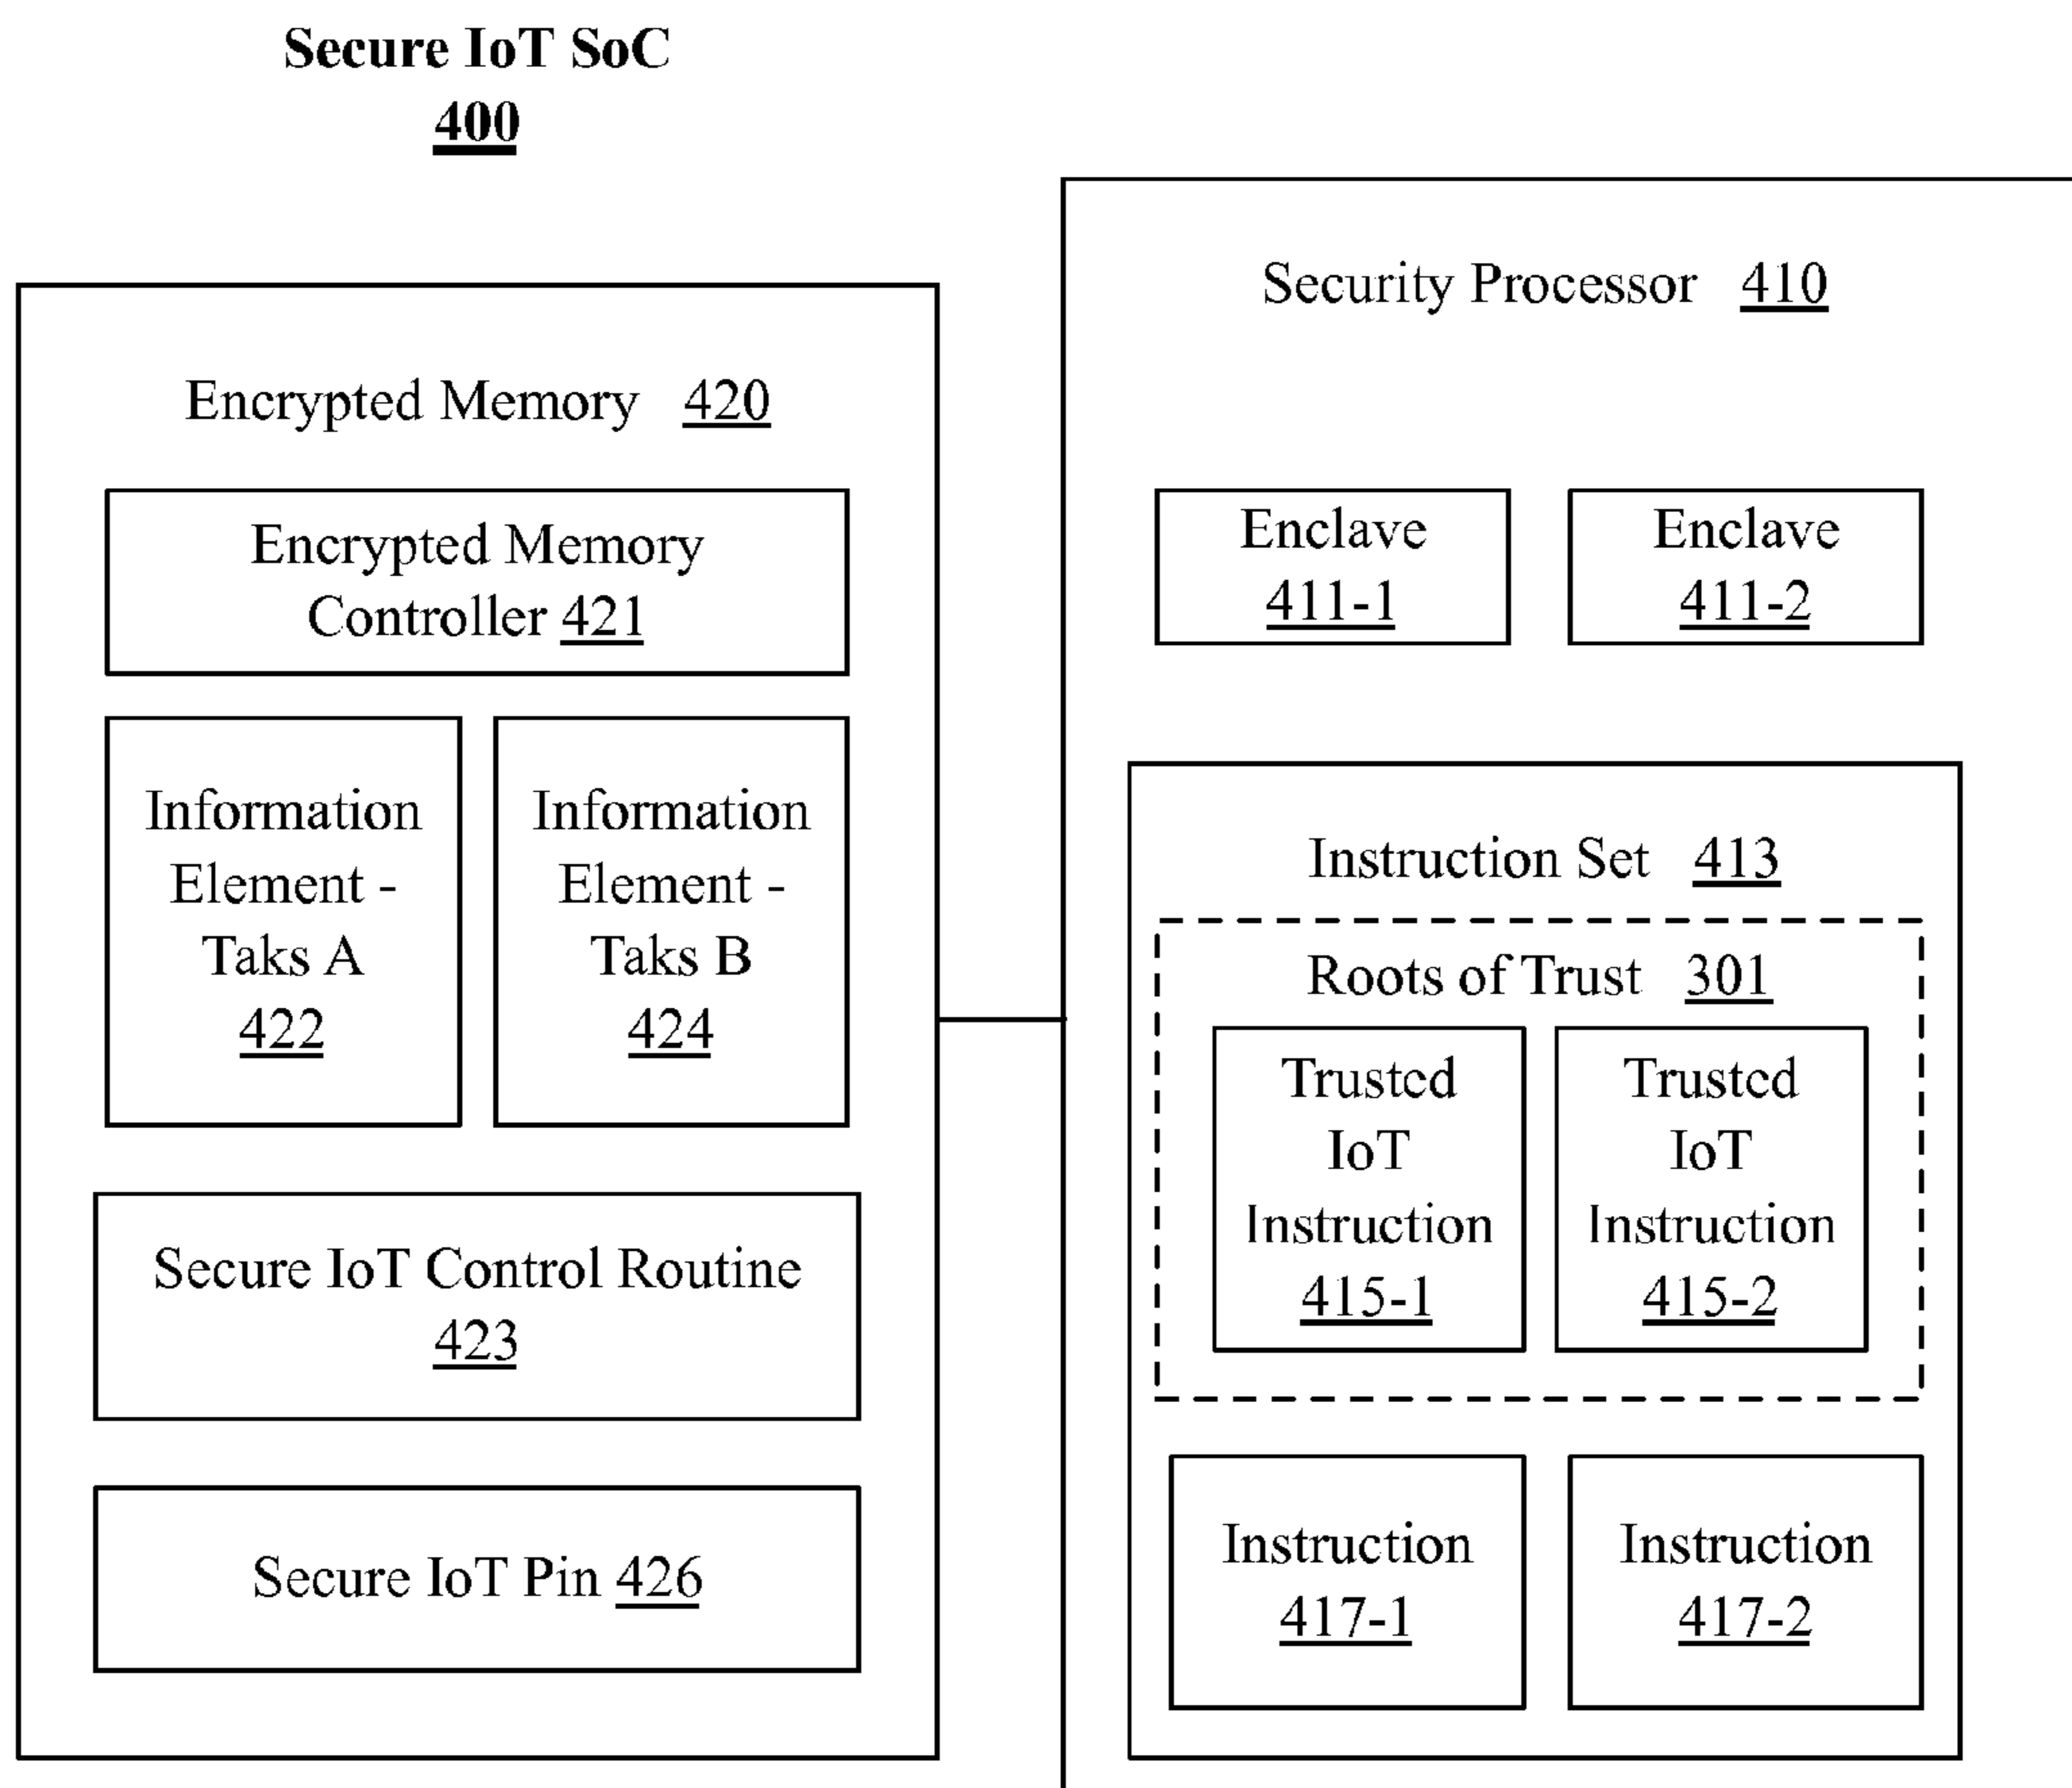 Secure IoT SoC
400
Encrypted Memory 420
Encrypted Memory
Controller 421
Information
Element -
Taks A
422
Information
Element -
Taks B
424
Secure IoT Control Routine
423
Secure IoT Pin 426
Security Processor 410
Enclave
411-1
Enclave
411-2
Instruction Set 413
Roots of Trust 301
Trusted
IoT
Instruction
415-1
Trusted
IoT
Instruction
415-2
Instruction
417-1
Instruction
417-2